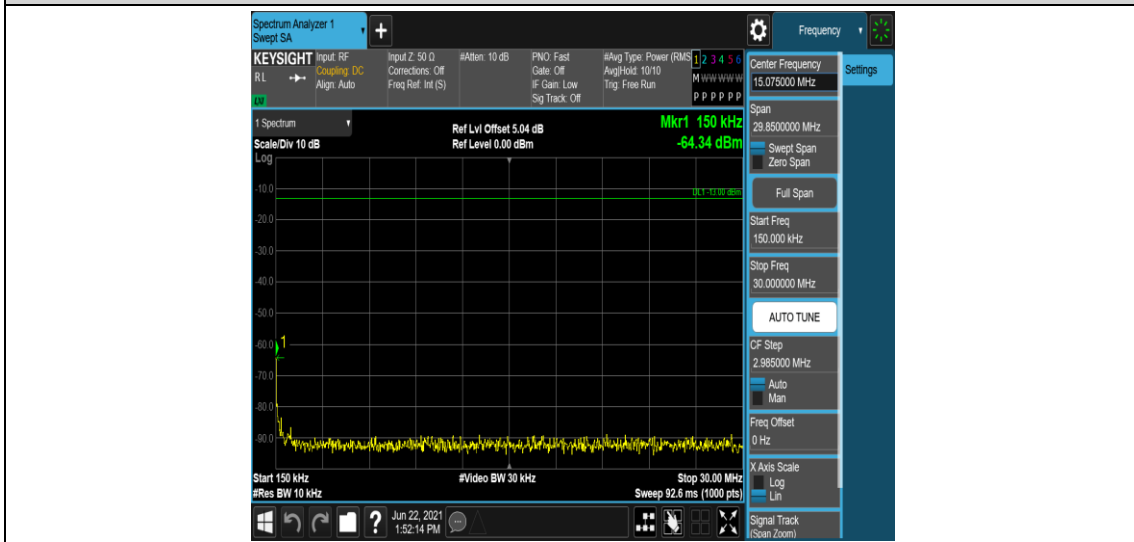 Spectrum Analyzer 1
Swept SA
+
Frequency
KEYSIGHT
RL
LXI
Input: RF
Coupling: DC
Align: Auto
Input Z: 50 Ω
Corrections: Off
Freq Ref: Int (S)
#Atten: 10 dB
PNO: Fast
Gate: Off
IF Gain: Low
Sig Track: Off
#Avg Type: Power (RMS
Avg|Hold: 10/10
Trig: Free Run
1 2 3 4 5 6
M W W W W W
P P P P P P
Center Frequency
15.075000 MHz
Settings
1 Spectrum
Scale/Div 10 dB
Ref Lvl Offset 5.04 dB
Ref Level 0.00 dBm
Mkr1 150 kHz
-64.34 dBm
Log
DL1 -13.00 dBm
-10.0
-20.0
-30.0
-40.0
-50.0
-60.0
-70.0
-80.0
-90.0
1
Span
29.8500000 MHz
Swept Span
Zero Span
Full Span
Start Freq
150.000 kHz
Stop Freq
30.000000 MHz
AUTO TUNE
CF Step
2.985000 MHz
Auto
Man
Freq Offset
0 Hz
X Axis Scale
Log
Lin
Signal Track
(Span Zoom)
Start 150 kHz
#Res BW 10 kHz
#Video BW 30 kHz
Stop 30.00 MHz
Sweep 92.6 ms (1000 pts)
?
Jun 22, 2021
1:52:14 PM